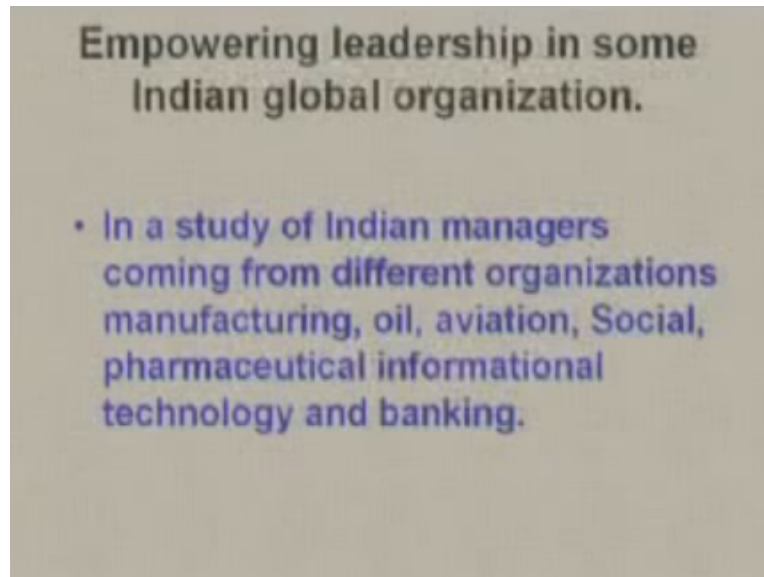 Empowering leadership in some
Indian global organization.
• In a study of Indian managers
coming from different organizations
manufacturing, oil, aviation, Social,
pharmaceutical informational
technology and banking.